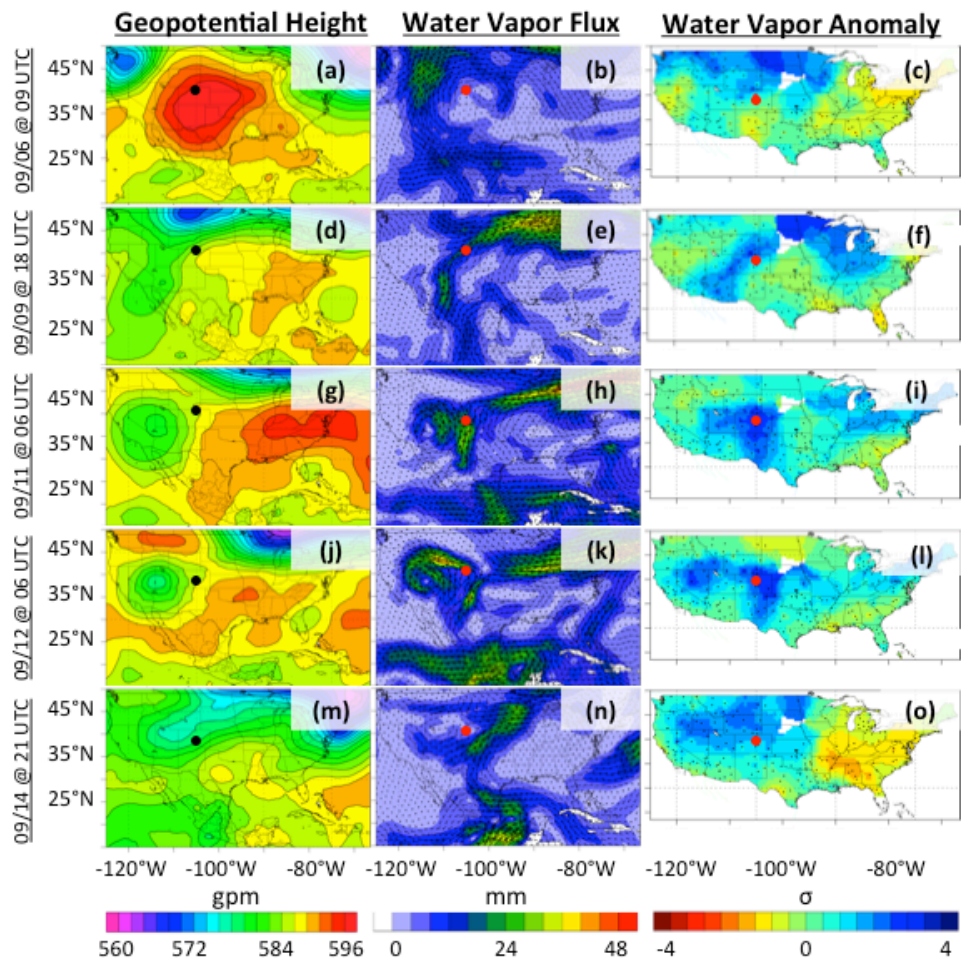 Geopotential Height Water Vapor Flux Water Vapor Anomaly
09/06 @ 09 UTC
45°N
35°N
25°N
(a) (b) (c)
09/09 @ 18 UTC
45°N
35°N
25°N
(d) (e) (f)
09/11 @ 06 UTC
45°N
35°N
25°N
(g) (h) (i)
09/12 @ 06 UTC
45°N
35°N
25°N
(j) (k) (l)
09/14 @ 21 UTC
45°N
35°N
25°N
(m) (n) (o)
-120°W -100°W -80°W -120°W -100°W -80°W -120°W -100°W -80°W
gpm mm σ
560 572 584 596 0 24 48 -4 0 4